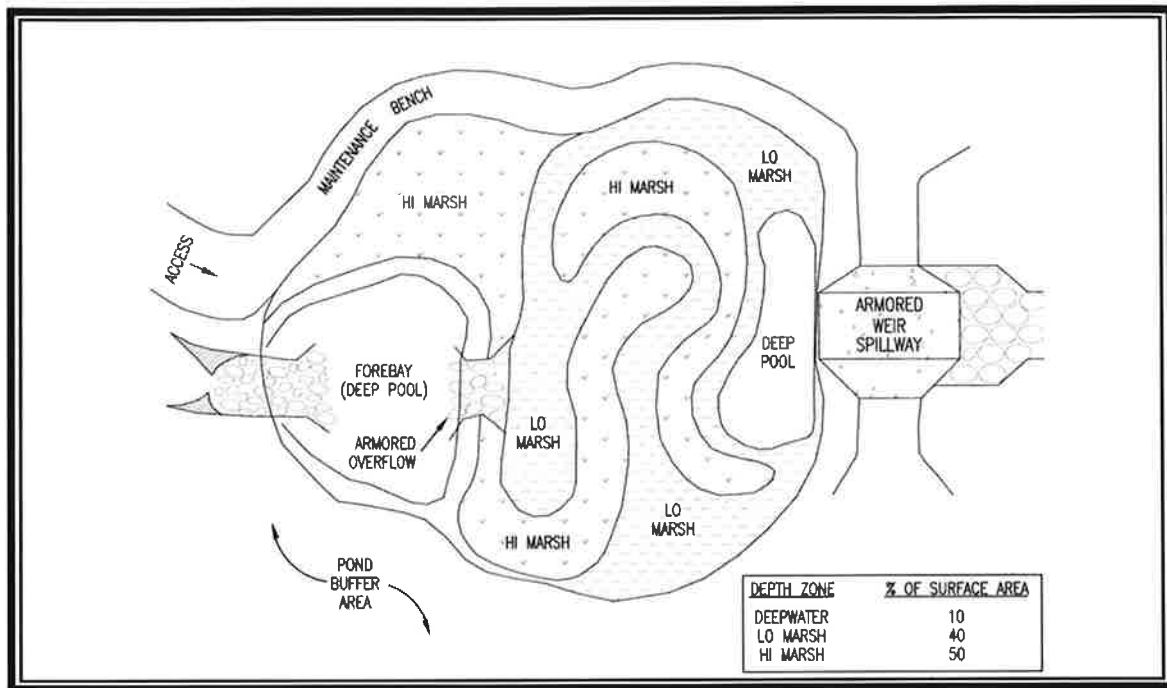 MAINTENANCE BENCH
HI MARSH
ACCESS
HI MARSH
LO
MARSH
FOREBAY
(DEEP POOL)
ARMORED
OVERFLOW
LO
MARSH
DEEP
POOL
ARMORED
WEIR
SPILLWAY
HI MARSH
LO
MARSH
POND
BUFFER
AREA
DEPTH ZONE % OF SURFACE AREA
DEEPWATER 10
LO MARSH 40
HI MARSH 50